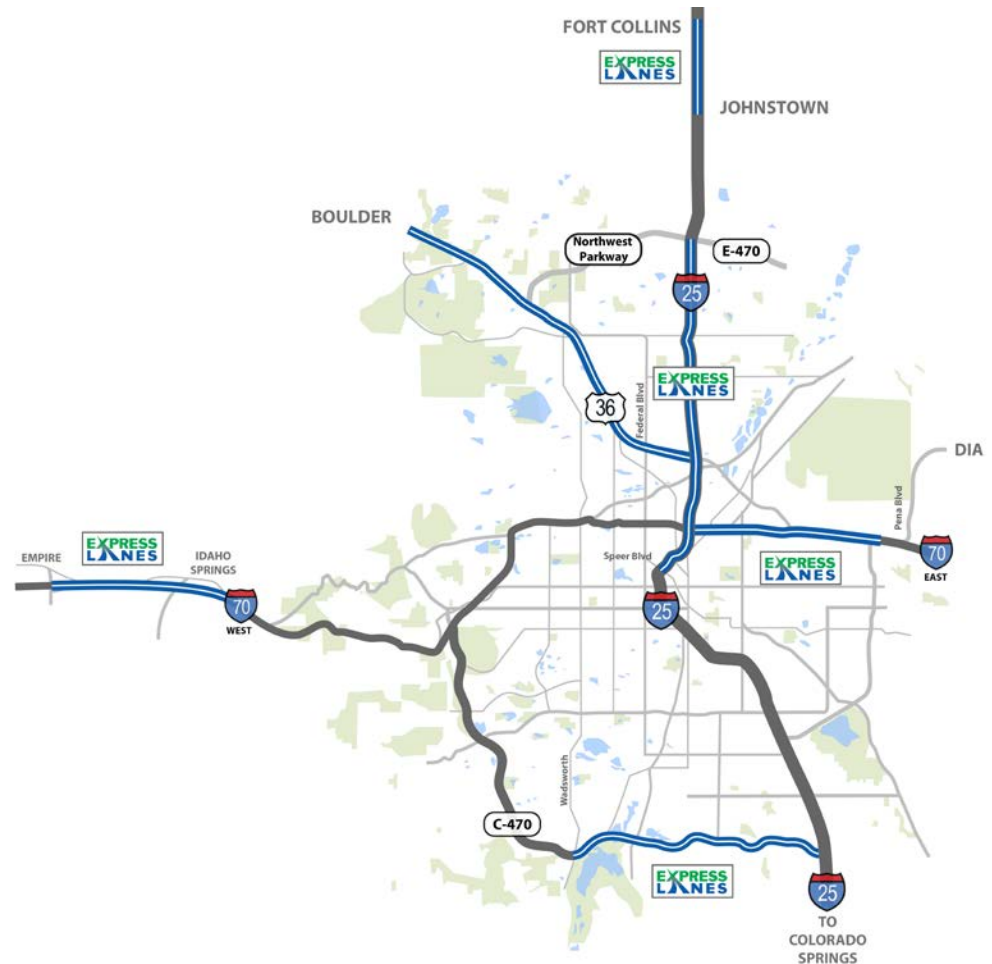 FORT COLLINS
EXPRESS
LANES
JOHNSTOWN
BOULDER
Northwest
Parkway
E-470
25
EXPRESS
LANES
36
Federal Blvd
DIA
Pena Blvd
EXPRESS
LANES
EMPIRE
IDAHO
SPRINGS
Speer Blvd
70
EAST
EXPRESS
LANES
70
WEST
25
Wadsworth
C-470
EXPRESS
LANES
25
TO
COLORADO
SPRINGS